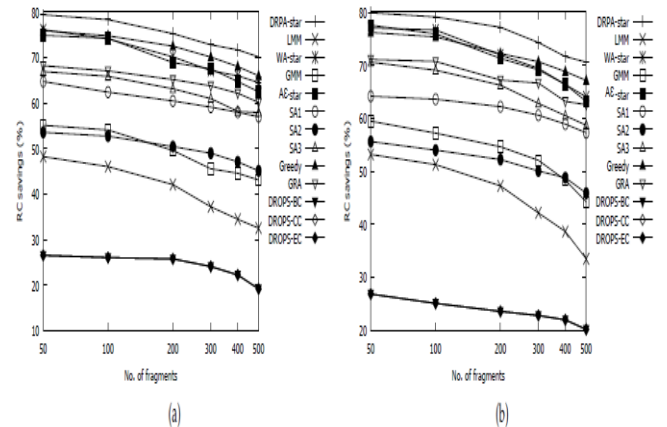 80
70
60
50
40
30
20
10
RC savings (%)
50 100 200 300 400 500
No. of fragments
DRPA-star
LMM
WA-star
GMM
Aε-star
SA1
SA2
SA3
Greedy
GRA
DROPS-BC
DROPS-CC
DROPS-EC
(a)
80
70
60
50
40
30
20
RC savings (%)
50 100 200 300 400 500
No. of fragments
DRPA-star
LMM
WA-star
GMM
Aε-star
SA1
SA2
SA3
Greedy
GRA
DROPS-BC
DROPS-CC
DROPS-EC
(b)